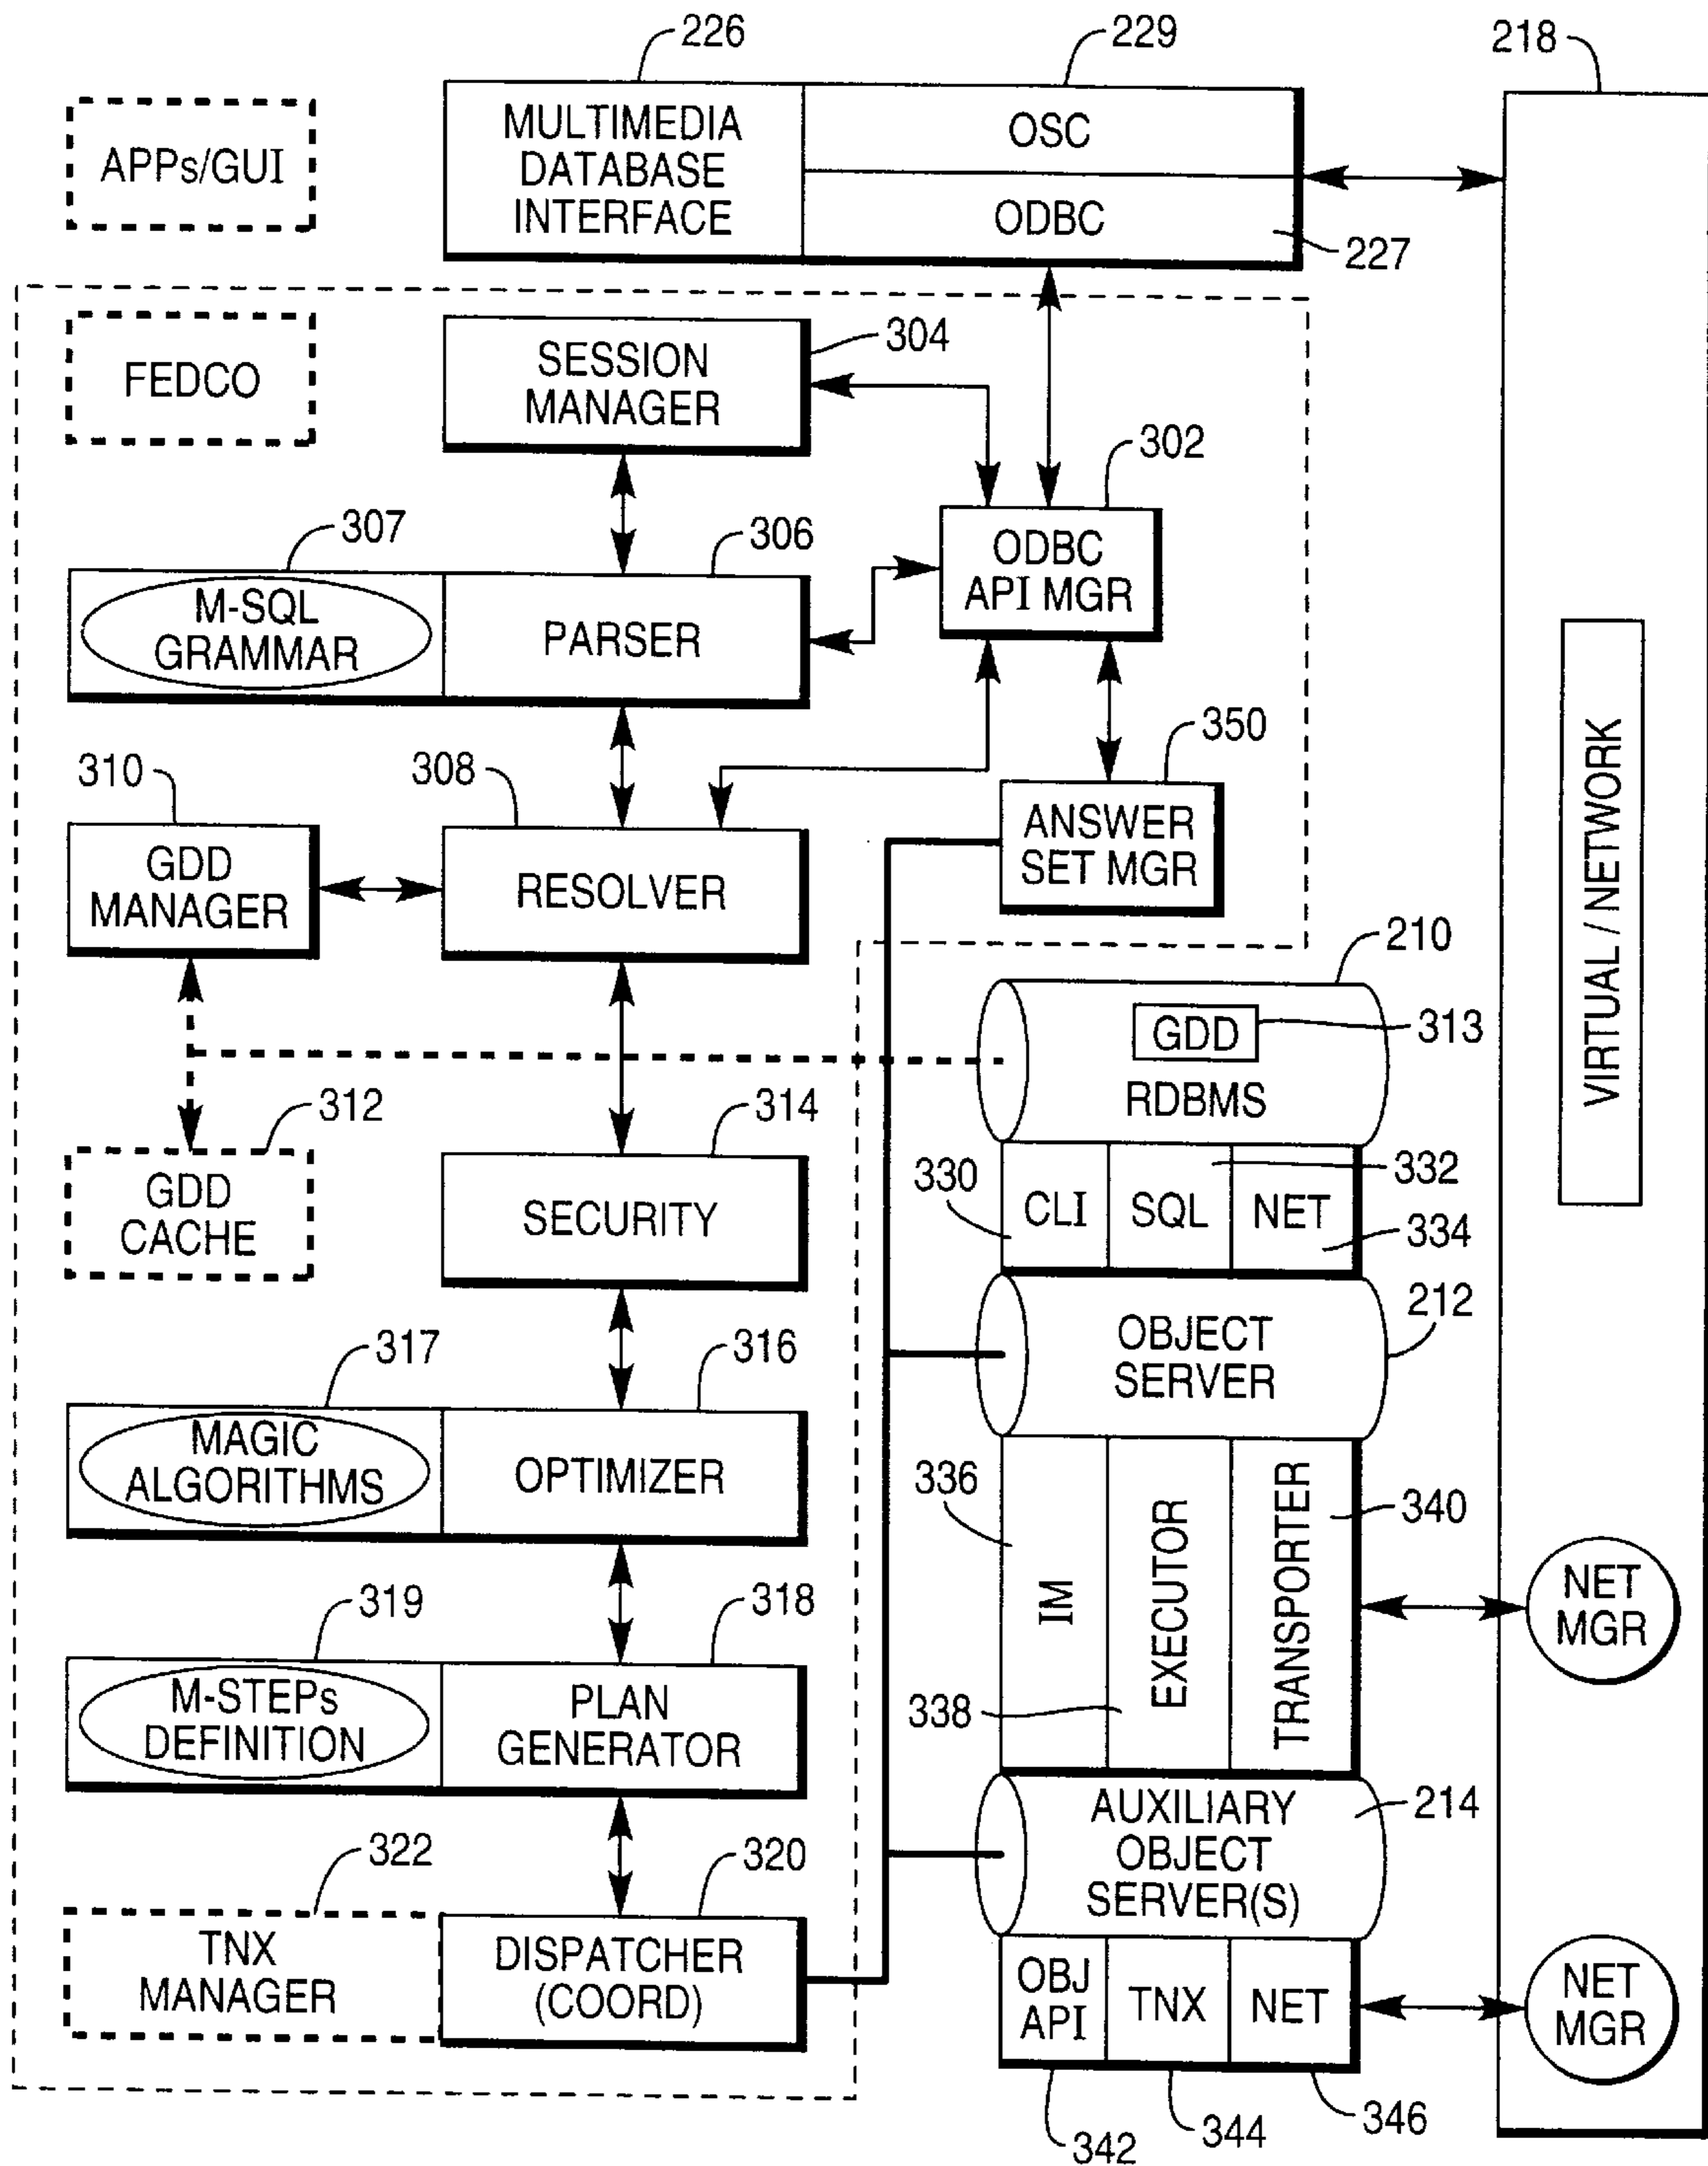 226
229
218
APPs/GUI
MULTIMEDIA
DATABASE
INTERFACE
OSC
ODBC
227
FEDCO
SESSION
MANAGER
304
302
307
306
ODBC
API MGR
M-SQL
GRAMMAR
PARSER
VIRTUAL / NETWORK
350
310
308
ANSWER
SET MGR
GDD
MANAGER
RESOLVER
210
GDD
313
RDBMS
312
314
GDD
CACHE
SECURITY
330
332
CLI
SQL
NET
334
212
OBJECT
SERVER
317
316
MAGIC
ALGORITHMS
OPTIMIZER
336
340
IM
EXECUTOR
TRANSPORTER
NET
MGR
319
318
338
M-STEPs
DEFINITION
PLAN
GENERATOR
AUXILIARY
OBJECT
SERVER(S)
214
322
320
TNX
MANAGER
DISPATCHER
(COORD)
OBJ
API
TNX
NET
NET
MGR
342
344
346